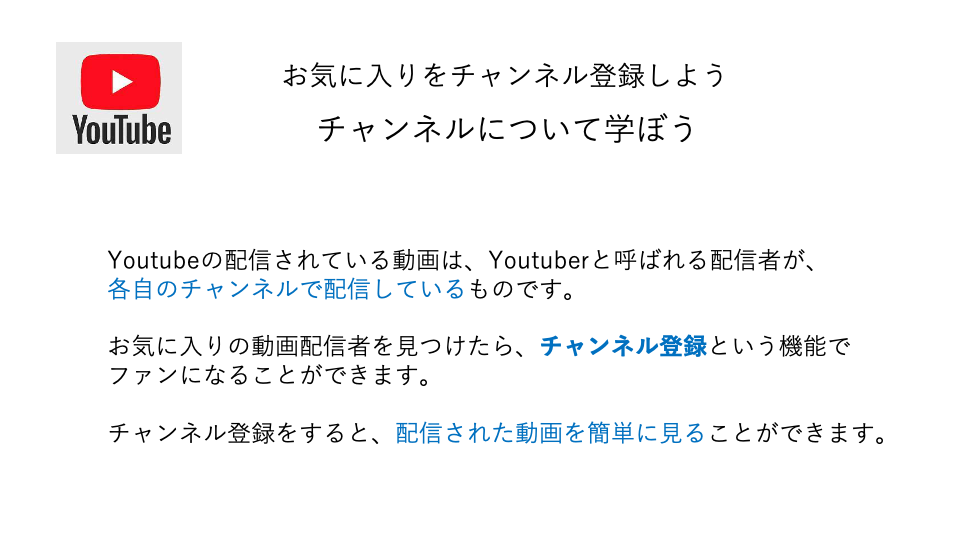 YouTube
お気に入りをチャンネル登録しよう
チャンネルについて学ぼう
Youtubeの配信されている動画は、Youtuberと呼ばれる配信者が、
各自のチャンネルで配信しているものです。
お気に入りの動画配信者を見つけたら、チャンネル登録という機能で
ファンになることができます。
チャンネル登録をすると、配信された動画を簡単に見ることができます。